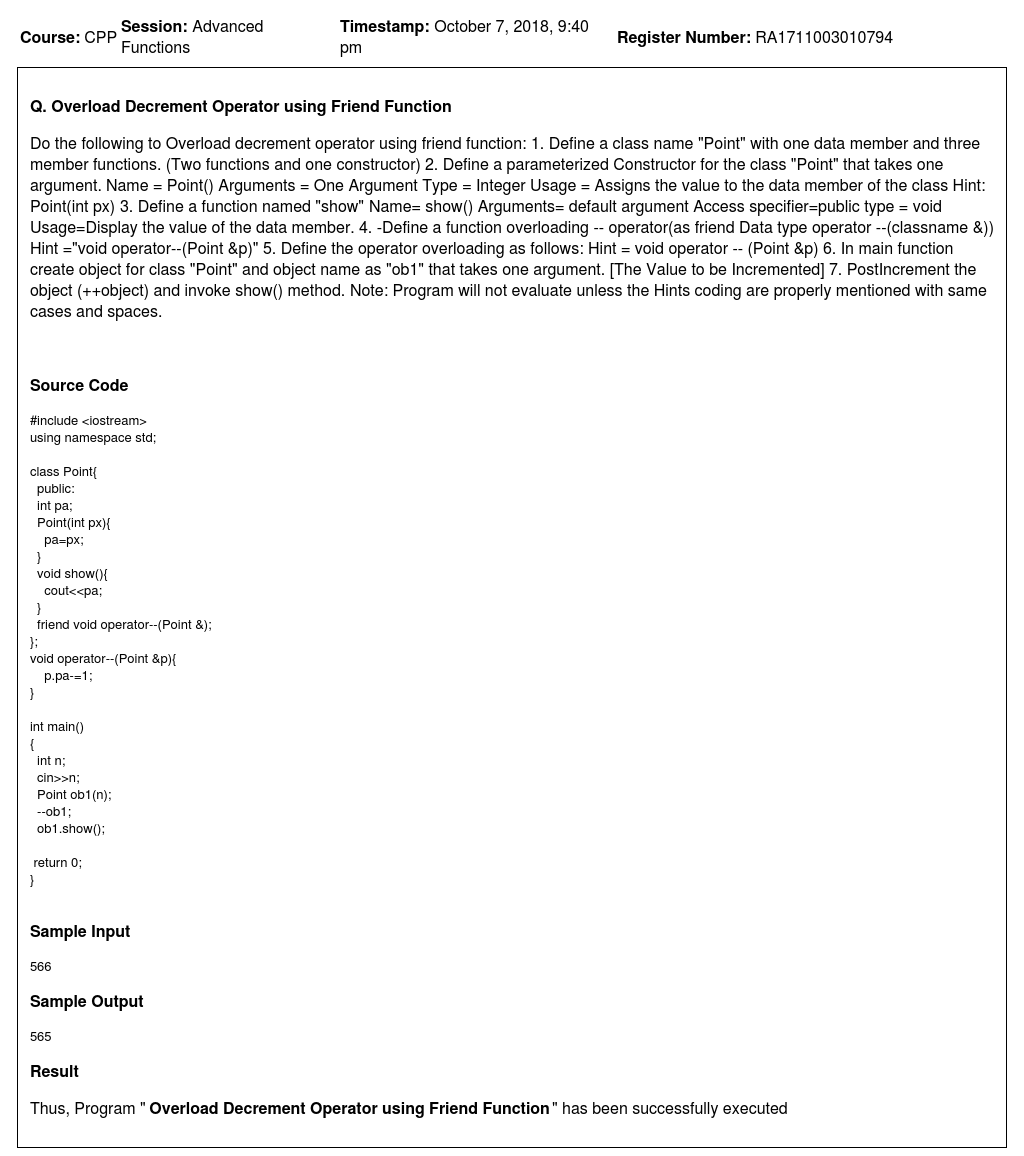 Course: CPP Session: Advanced Functions Timestamp: October 7, 2018, 9:40 pm Register Number: RA1711003010794
Q. Overload Decrement Operator using Friend Function
Do the following to Overload decrement operator using friend function: 1. Define a class name "Point" with one data member and three
member functions. (Two functions and one constructor) 2. Define a parameterized Constructor for the class "Point" that takes one
argument. Name = Point() Arguments = One Argument Type = Integer Usage = Assigns the value to the data member of the class Hint:
Point(int px) 3. Define a function named "show" Name= show() Arguments= default argument Access specifier=public type = void
Usage=Display the value of the data member. 4. -Define a function overloading -- operator(as friend Data type operator --(classname &))
Hint ="void operator--(Point &p)" 5. Define the operator overloading as follows: Hint = void operator -- (Point &p) 6. In main function
create object for class "Point" and object name as "ob1" that takes one argument. [The Value to be Incremented] 7. PostIncrement the
object (++object) and invoke show() method. Note: Program will not evaluate unless the Hints coding are properly mentioned with same
cases and spaces.
Source Code
#include <iostream>
using namespace std;
class Point{
public:
int pa;
Point(int px){
pa=px;
}
void show(){
cout<<pa;
}
friend void operator--(Point &);
};
void operator--(Point &p){
p.pa-=1;
}
int main()
{
int n;
cin>>n;
Point ob1(n);
--ob1;
ob1.show();
return 0;
}
Sample Input
566
Sample Output
565
Result
Thus, Program " Overload Decrement Operator using Friend Function " has been successfully executed